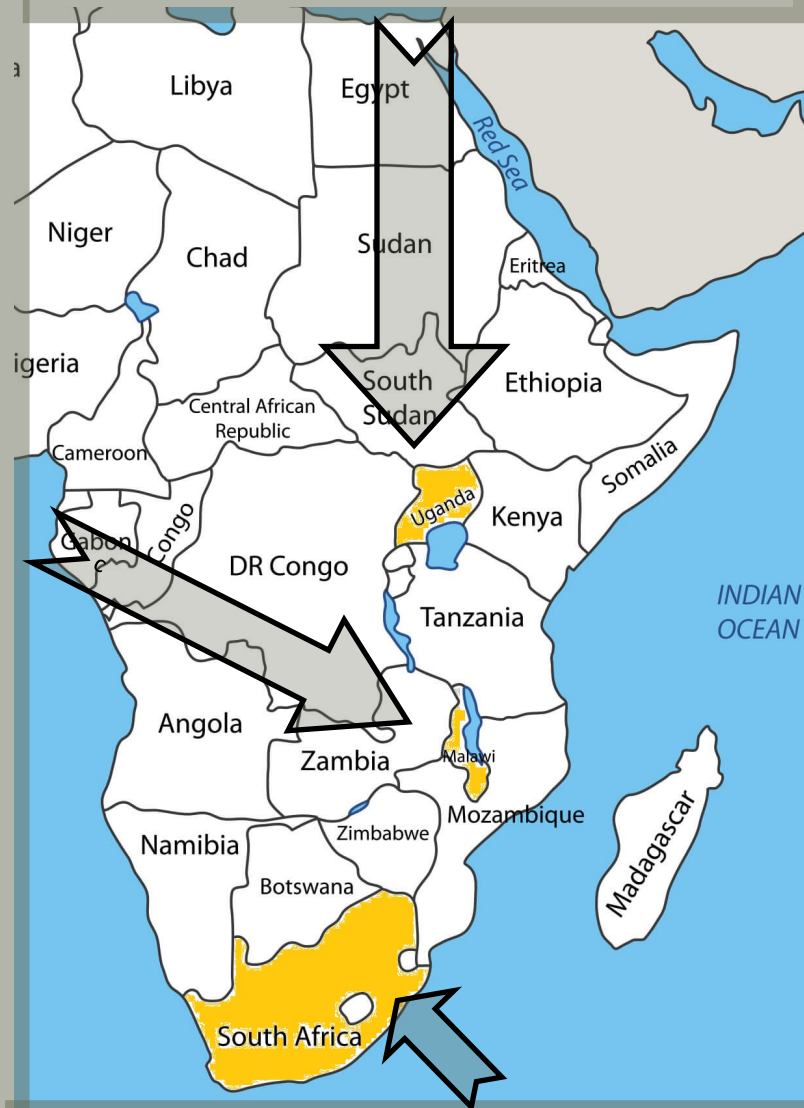 a
Libya
Egypt
Red Sea
Niger
Chad
Sudan
Eritrea
igeria
South
Sudan
Ethiopia
Central African
Republic
Cameroon
Somalia
Uganda
Kenya
Gabon
Congo
e
DR Congo
Tanzania
INDIAN
OCEAN
Angola
Zambia
Malawi
Mozambique
Zimbabwe
Namibia
Botswana
Madagascar
South Africa